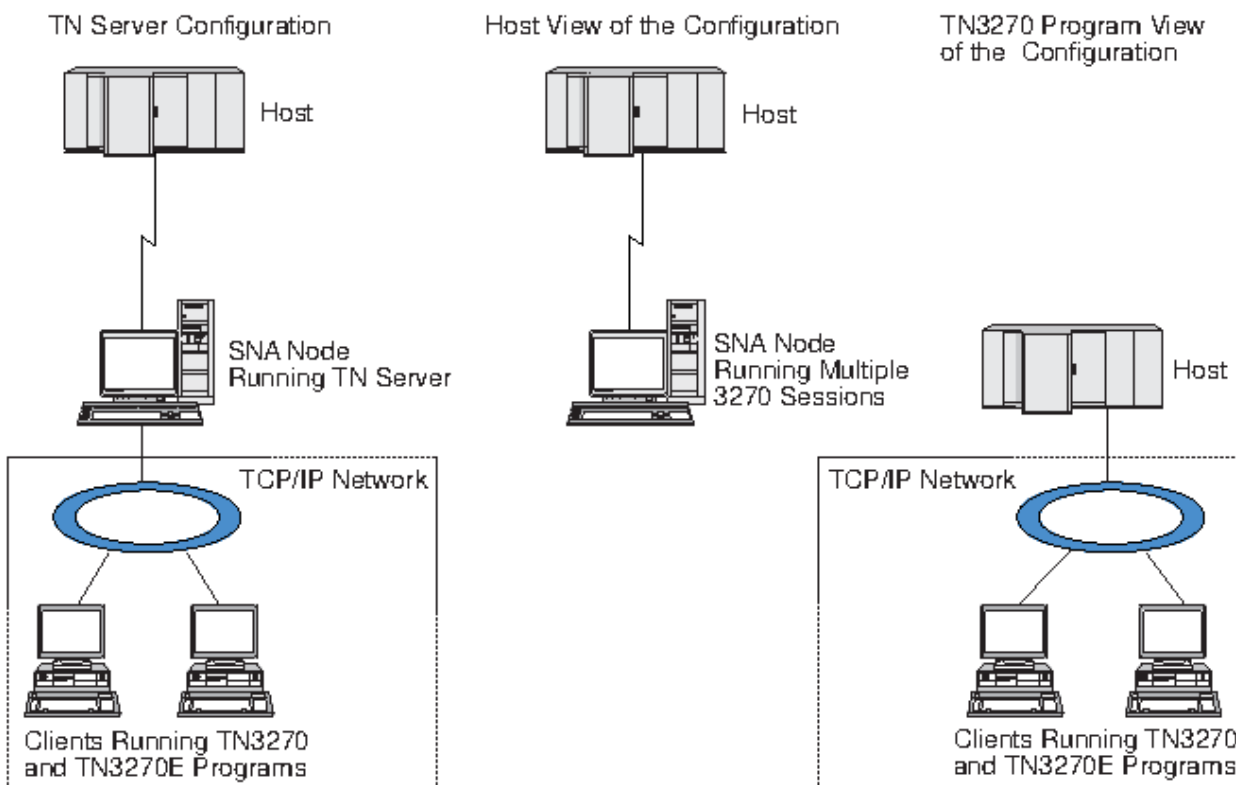 TN Server Configuration
Host
SNA Node
Running TN Server
TCP/IP Network
Clients Running TN3270
and TN3270E Programs
Host View of the Configuration
Host
SNA Node
Running Multiple
3270 Sessions
TN3270 Program View
of the Configuration
Host
TCP/IP Network
Clients Running TN3270
and TN3270E Programs